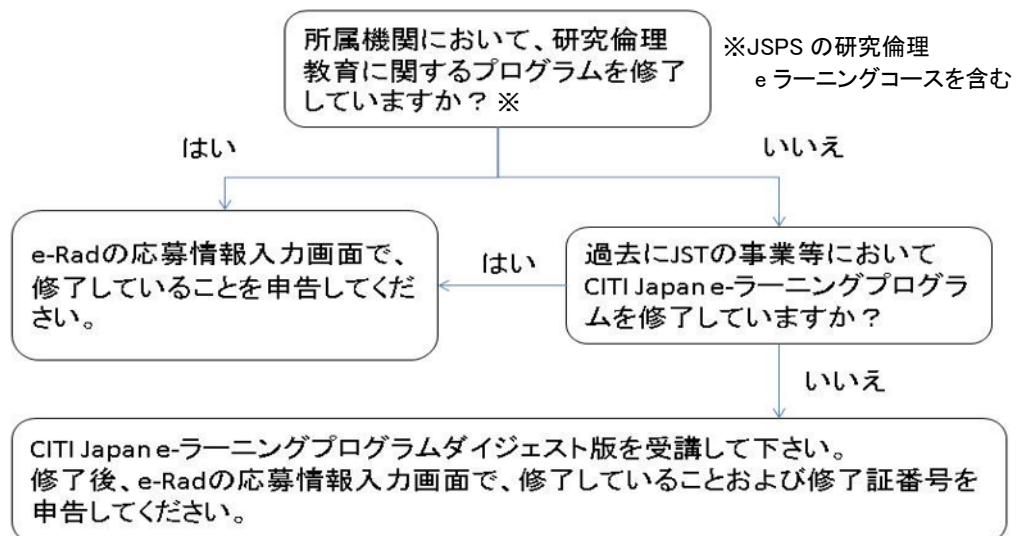 所属機関において、研究倫理
教育に関するプログラムを修了
していますか？※
※JSPS の研究倫理
e ラーニングコースを含む
はい
いいえ
e-Radの応募情報入力画面で、
修了していることを申告してくだ
さい。
はい
過去にJSTの事業等において
CITI Japan e-ラーニングプログラ
ムを修了していますか？
いいえ
CITI Japan e-ラーニングプログラムダイジェスト版を受講して下さい。
修了後、e-Radの応募情報入力画面で、修了していることおよび修了証番号を
申告してください。